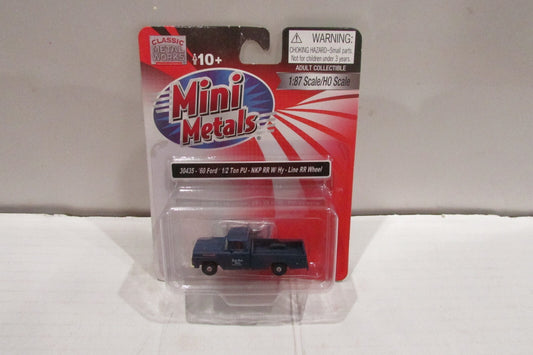 CLASSIC
METAL
WORKS
10+
WARNING:
CHOKING HAZARD-Small parts.
Not for children under 3 years.
ADULT COLLECTIBLE
1:87 Scale/HO Scale
Mini
Metals®
30435 - '60 Ford 1/2 Ton PU - NKP RR W/ Hy - Line RR Wheel